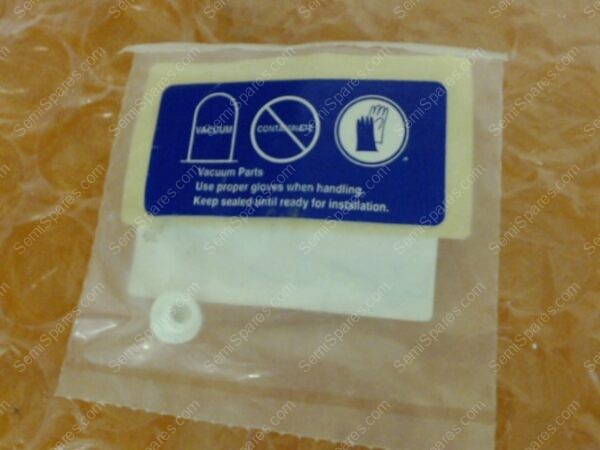 VACUUM
CONTAMINATE
Vacuum Parts
Use proper gloves when handling.
Keep sealed until ready for installation.
SemiSpares.com